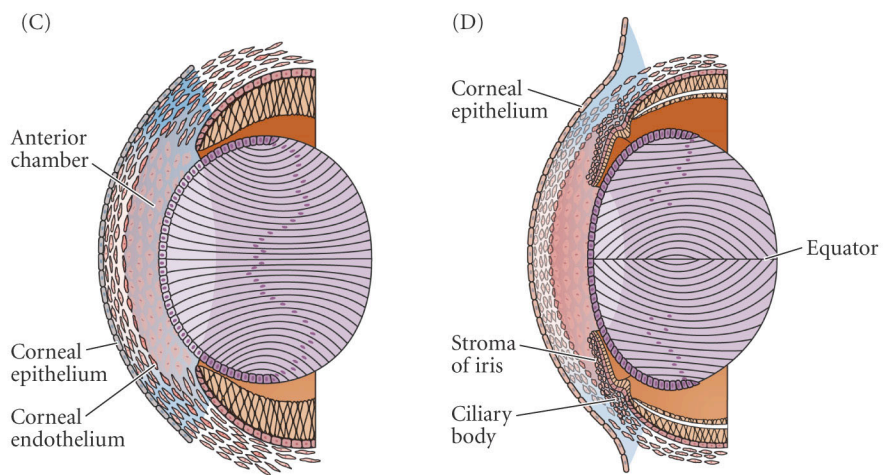 (C)
Anterior
chamber
Corneal
epithelium
Corneal
endothelium
(D)
Corneal
epithelium
Equator
Stroma
of iris
Ciliary
body